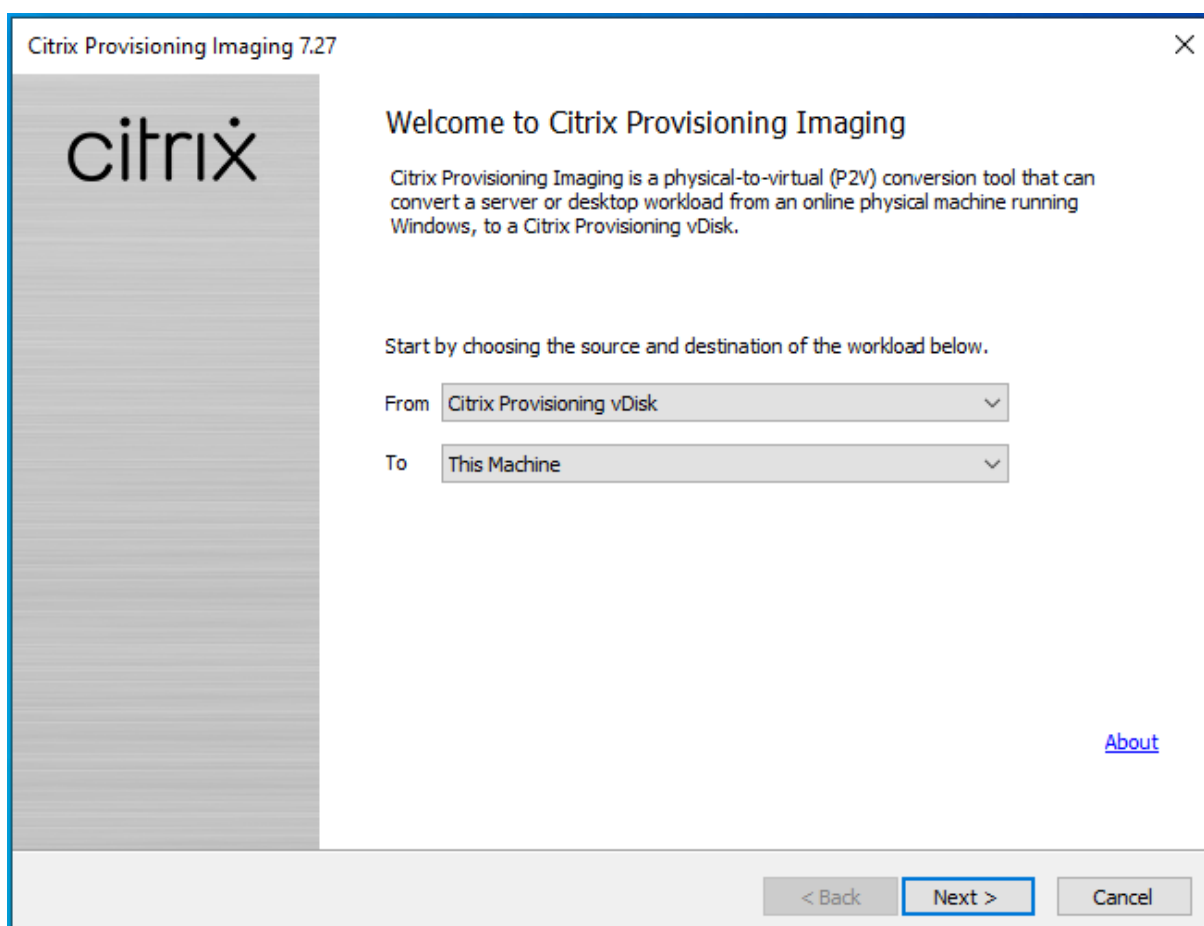 Citrix Provisioning Imaging 7.27
citrix
Welcome to Citrix Provisioning Imaging
Citrix Provisioning Imaging is a physical-to-virtual (P2V) conversion tool that can
convert a server or desktop workload from an online physical machine running
Windows, to a Citrix Provisioning vDisk.
Start by choosing the source and destination of the workload below.
From Citrix Provisioning vDisk
To This Machine
About
< Back Next > Cancel